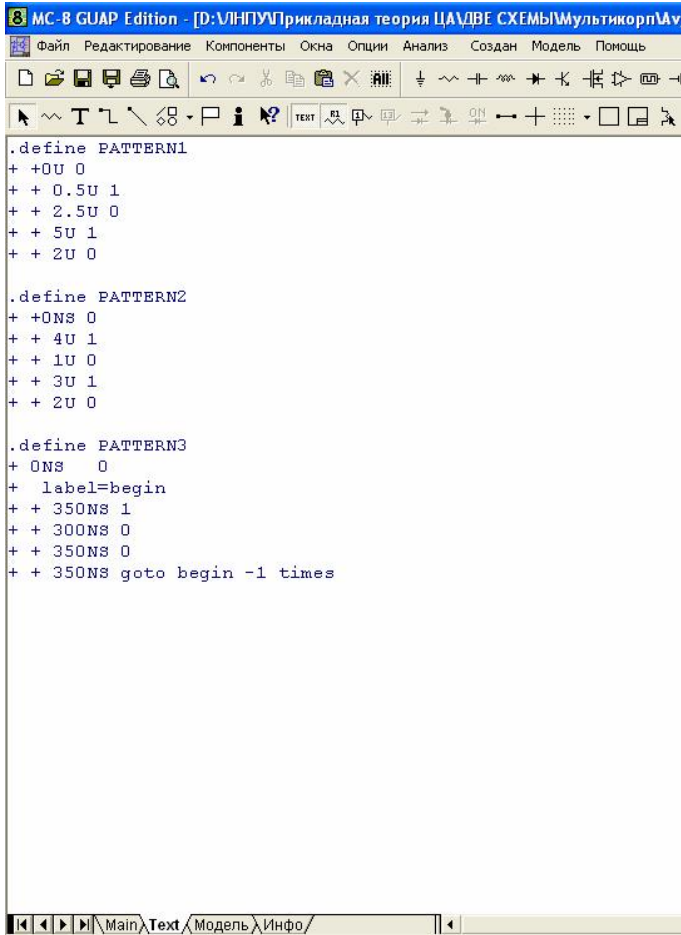 MC-8 GUAP Edition - [D:\ЛНПУ\Прикладная теория ЦА\ДВЕ СХЕМЫ\Мультикорп\Av
Файл Редактирование Компоненты Окна Опции Анализ Создан Модель Помощь
TEXT
.define PATTERN1
+ +0U 0
+ + 0.5U 1
+ + 2.5U 0
+ + 5U 1
+ + 2U 0
.define PATTERN2
+ +0NS 0
+ + 4U 1
+ + 1U 0
+ + 3U 1
+ + 2U 0
.define PATTERN3
+ 0NS 0
+ label=begin
+ + 350NS 1
+ + 300NS 0
+ + 350NS 0
+ + 350NS goto begin -1 times
Main Text Модель Инфо